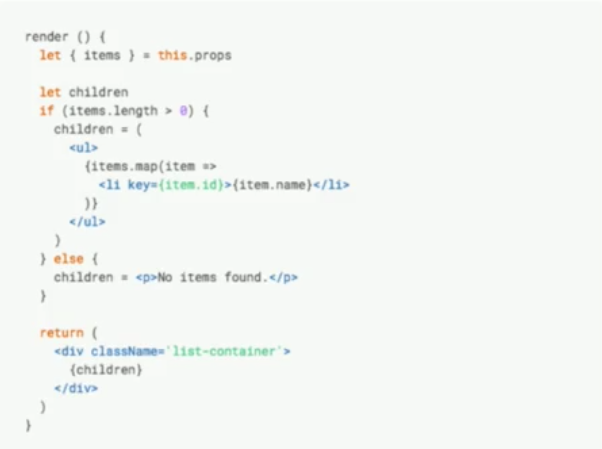 render () {
let { items } = this.props
let children
if (items.length > 0) {
children = (
<ul>
{items.map(item =>
<li key={item.id}>{item.name}</li>
)}
</ul>
)
} else {
children = <p>No items found.</p>
}
return (
<div className='list-container'>
{children}
</div>
)
}